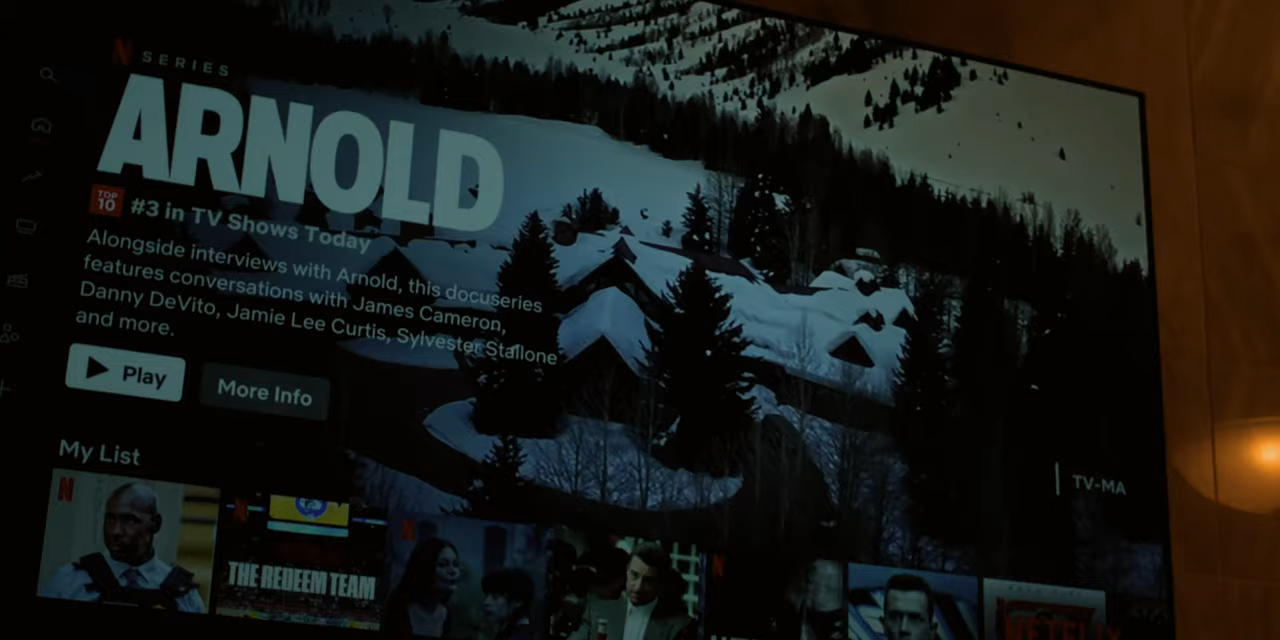 N SERIES
ARNOLD
TOP 10 #3 in TV Shows Today
Alongside interviews with Arnold, this docuseries
features conversations with James Cameron,
Danny DeVito, Jamie Lee Curtis, Sylvester Stallone
and more.
Play
More Info
TV-MA
My List
N
THE REDEEM TEAM
NETFLIX